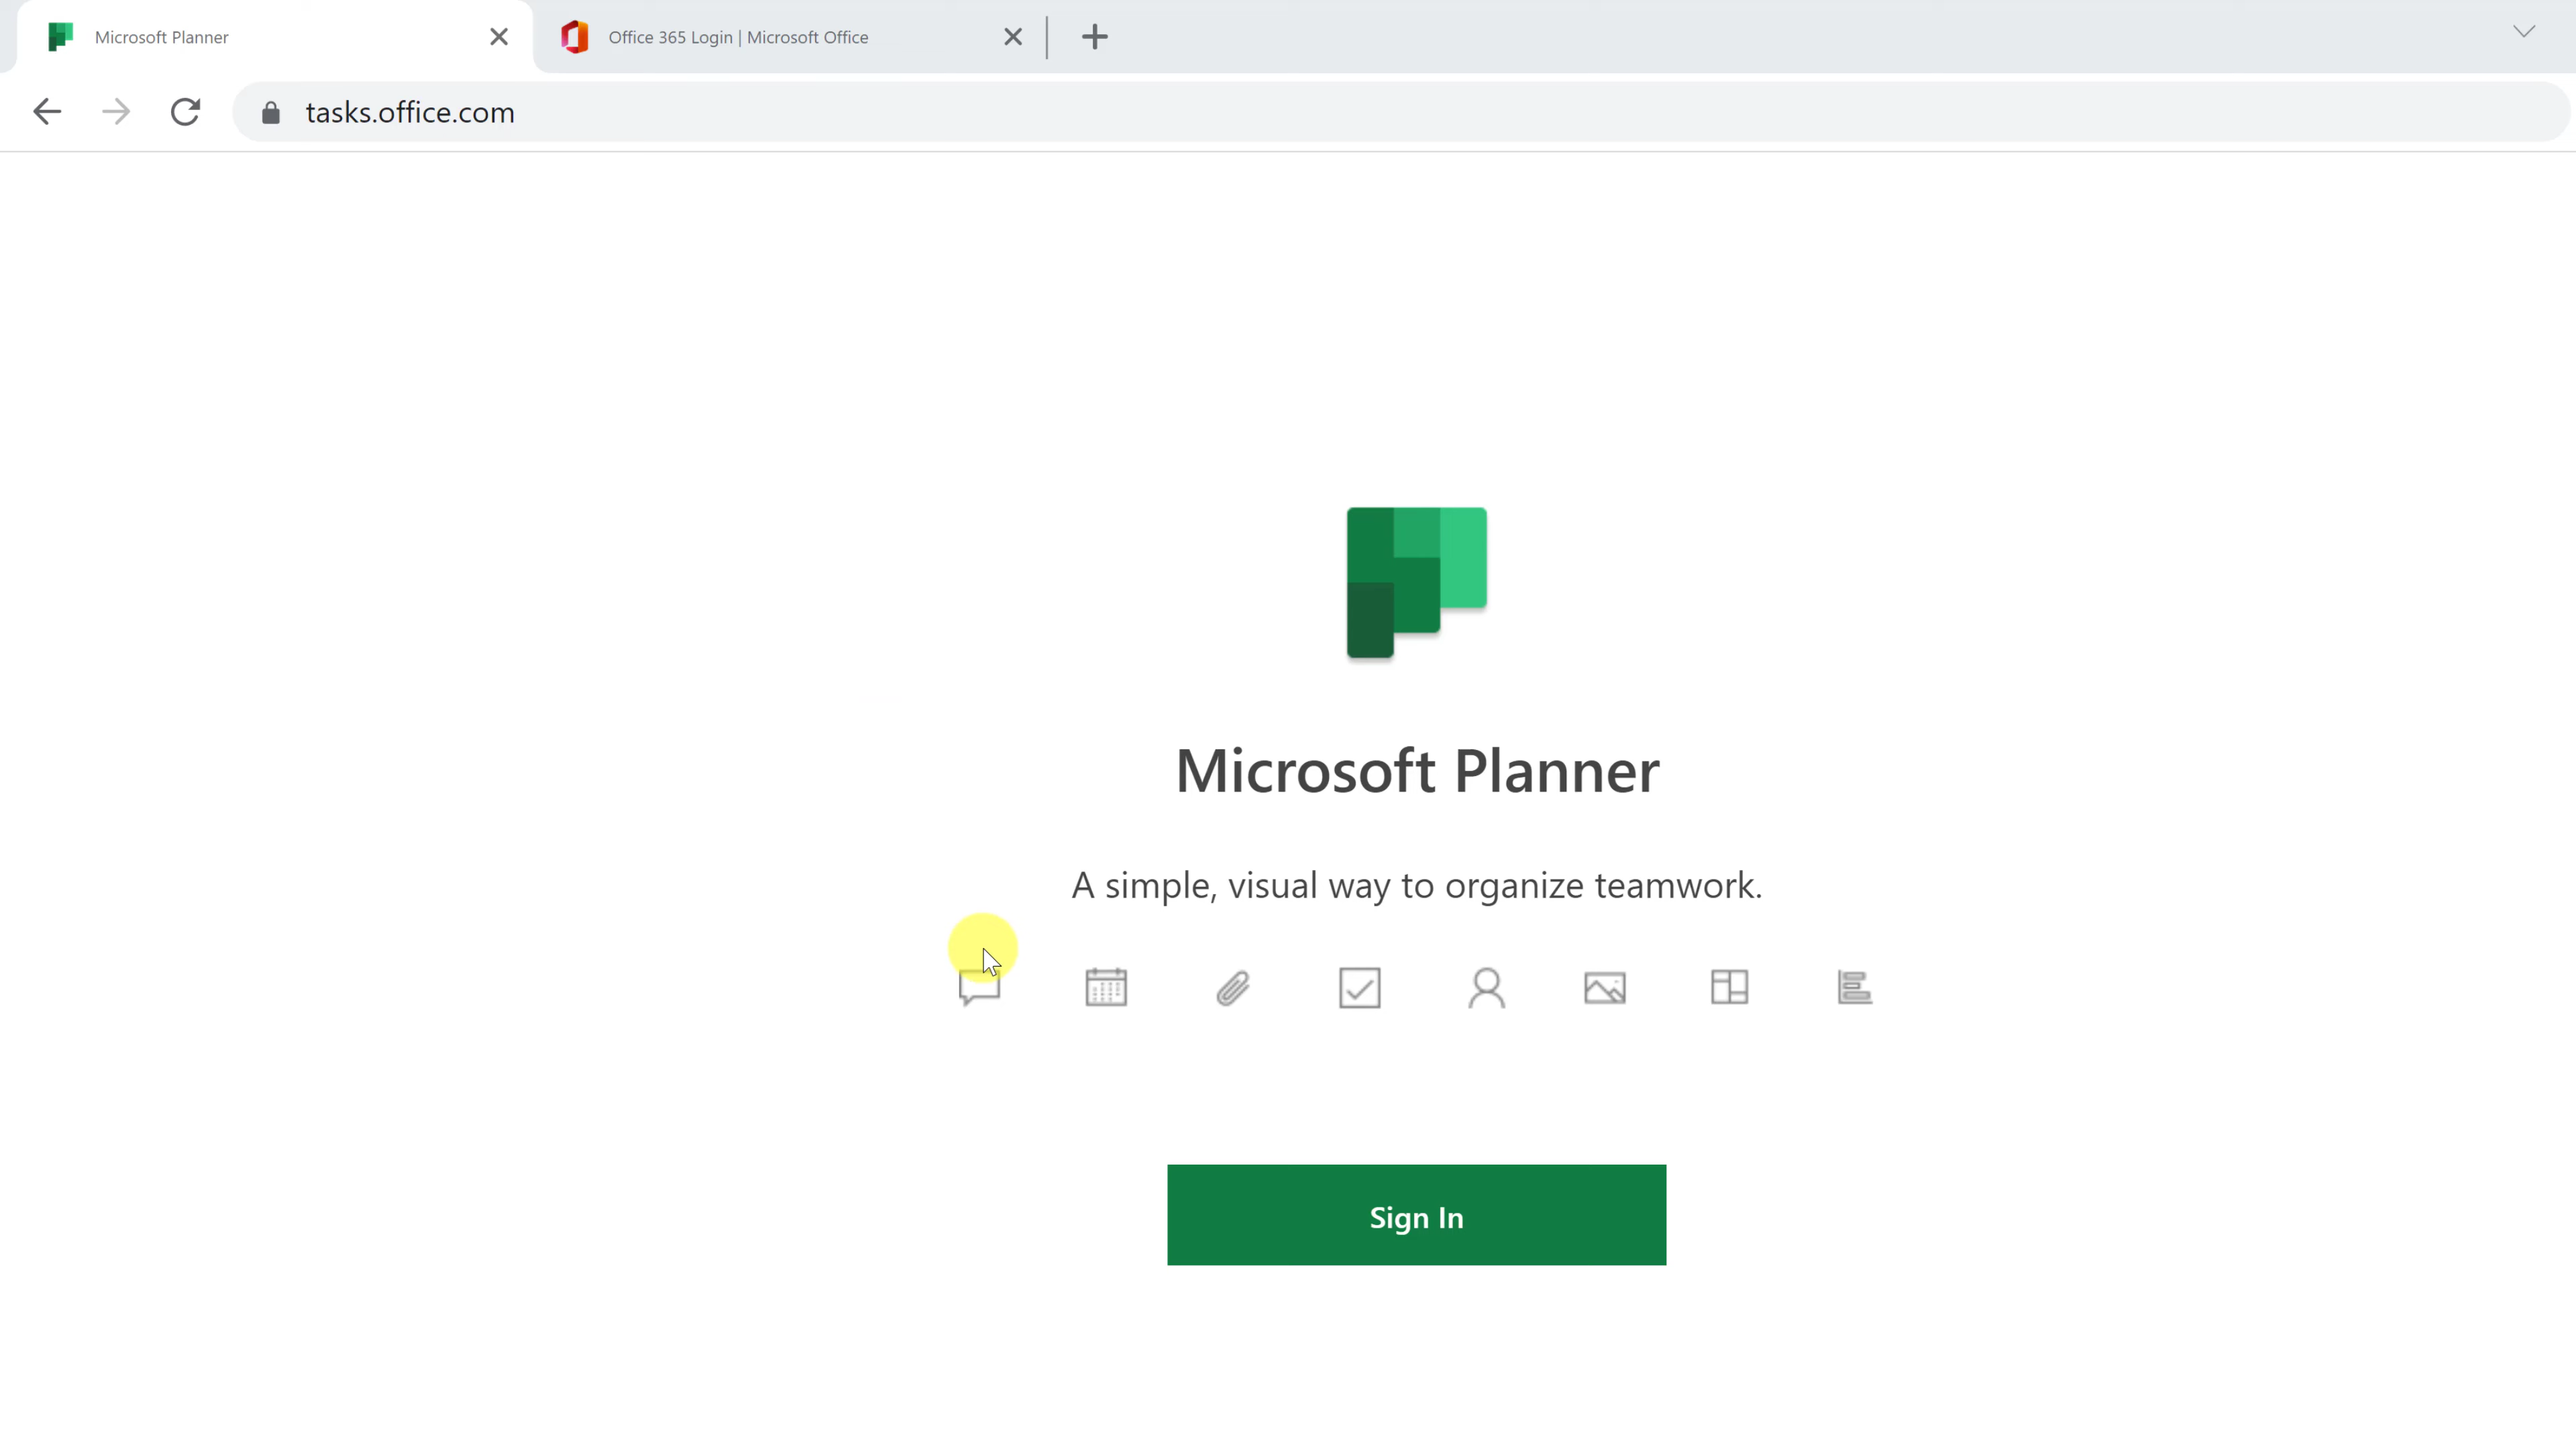 Microsoft Planner
Office 365 Login | Microsoft Office
tasks.office.com
Microsoft Planner
A simple, visual way to organize teamwork.
Sign In